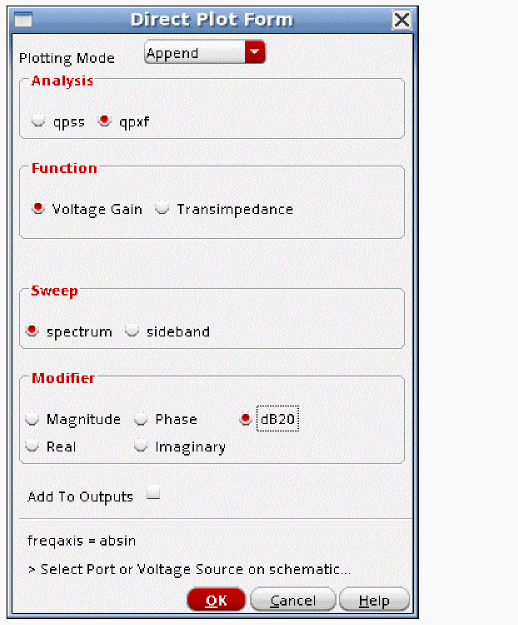 Direct Plot Form
Plotting Mode Append
Analysis
qpss qpxf
Function
Voltage Gain Transimpedance
Sweep
spectrum sideband
Modifier
Magnitude Phase dB20
Real Imaginary
Add To Outputs
freqaxis = absin
> Select Port or Voltage Source on schematic...
OK Cancel Help